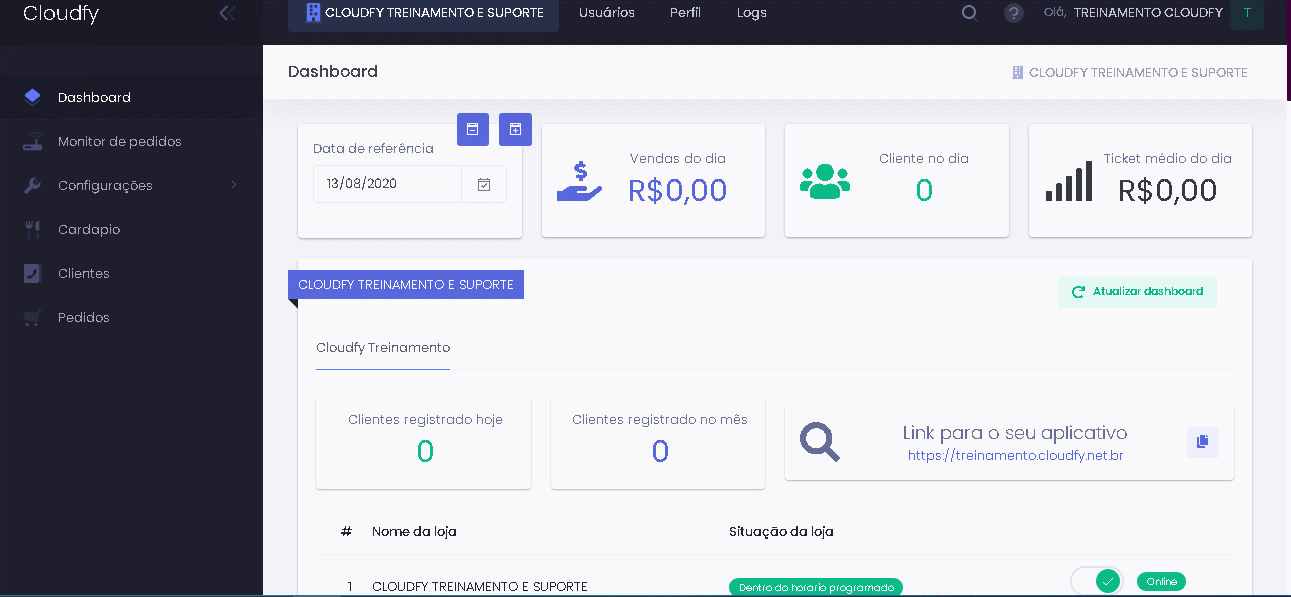 Cloudfy
CLOUDFY TREINAMENTO E SUPORTE
Usuários
Perfil
Logs
?
Olá, TREINAMENTO CLOUDFY
T
Dashboard
Monitor de pedidos
Configurações
Cardapio
Clientes
Pedidos
Dashboard
CLOUDFY TREINAMENTO E SUPORTE
Data de referência
13/08/2020
$
Vendas do dia
R$0,00
Cliente no dia
0
Ticket médio do dia
R$0,00
CLOUDFY TREINAMENTO E SUPORTE
Atualizar dashboard
Cloudfy Treinamento
Clientes registrado hoje
0
Clientes registrado no mês
0
Link para o seu aplicativo
https://treinamento.cloudfy.net.br
# Nome da loja Situação da loja
1 CLOUDFY TREINAMENTO E SUPORTE Dentro do horario programado Online